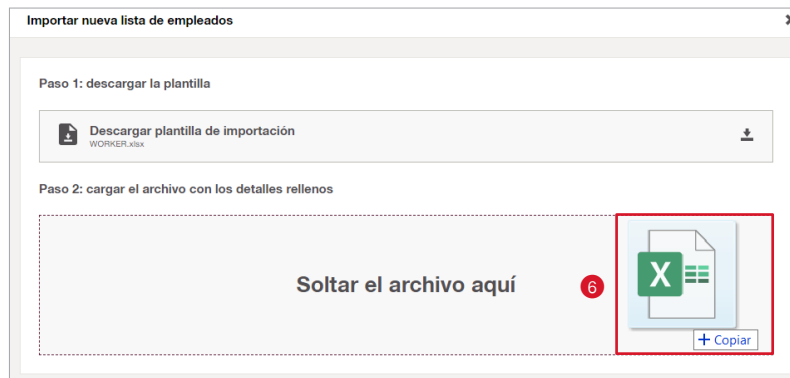 Importar nueva lista de empleados
Paso 1: descargar la plantilla
Descargar plantilla de importación
WORKER.xlsx
Paso 2: cargar el archivo con los detalles rellenos
Soltar el archivo aquí
6
X
+ Copiar